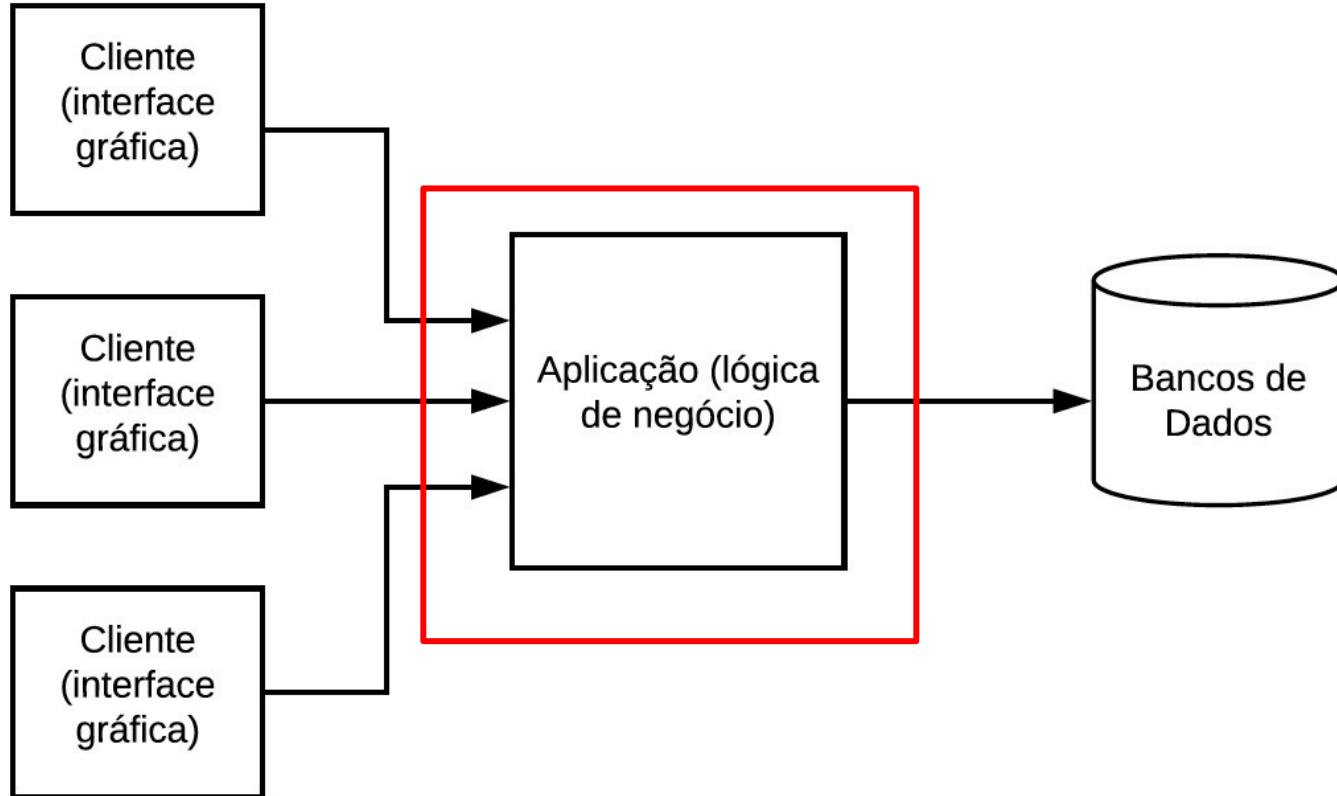 Cliente
(interface
gráfica)
Cliente
(interface
gráfica)
Cliente
(interface
gráfica)
Aplicação (lógica
de negócio)
Bancos de
Dados